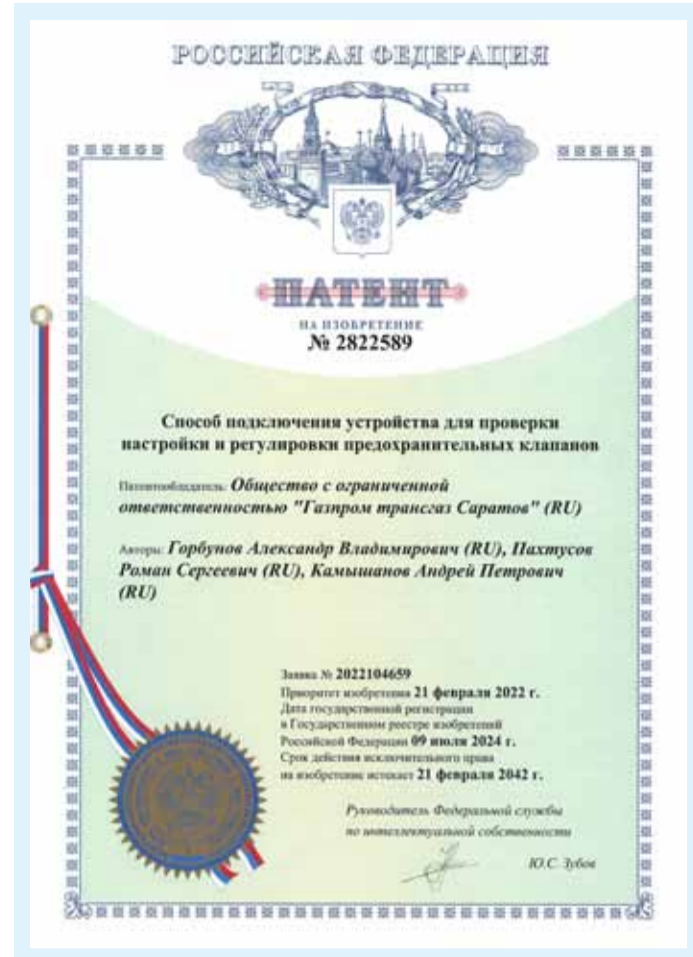 РОССИЙСКАЯ ФЕДЕРАЦИЯ
ПАТЕНТ
НА ИЗОБРЕТЕНИЕ
№ 2822589
Способ подключения устройства для проверки
настройки и регулировки предохранительных клапанов
Патентообладатель: Общество с ограниченной
ответственностью "Газпром трансгаз Саратов" (RU)
Авторы: Горбунов Александр Владимирович (RU), Пахтусов
Роман Сергеевич (RU), Камышанов Андрей Петрович
(RU)
Заявка № 2022104659
Приоритет изобретения 21 февраля 2022 г.
Дата государственной регистрации
в Государственном реестре изобретений
Российской Федерации 09 июля 2024 г.
Срок действия исключительного права
на изобретение истекает 21 февраля 2042 г.
Руководитель Федеральной службы
по интеллектуальной собственности
Ю.С. Зубов